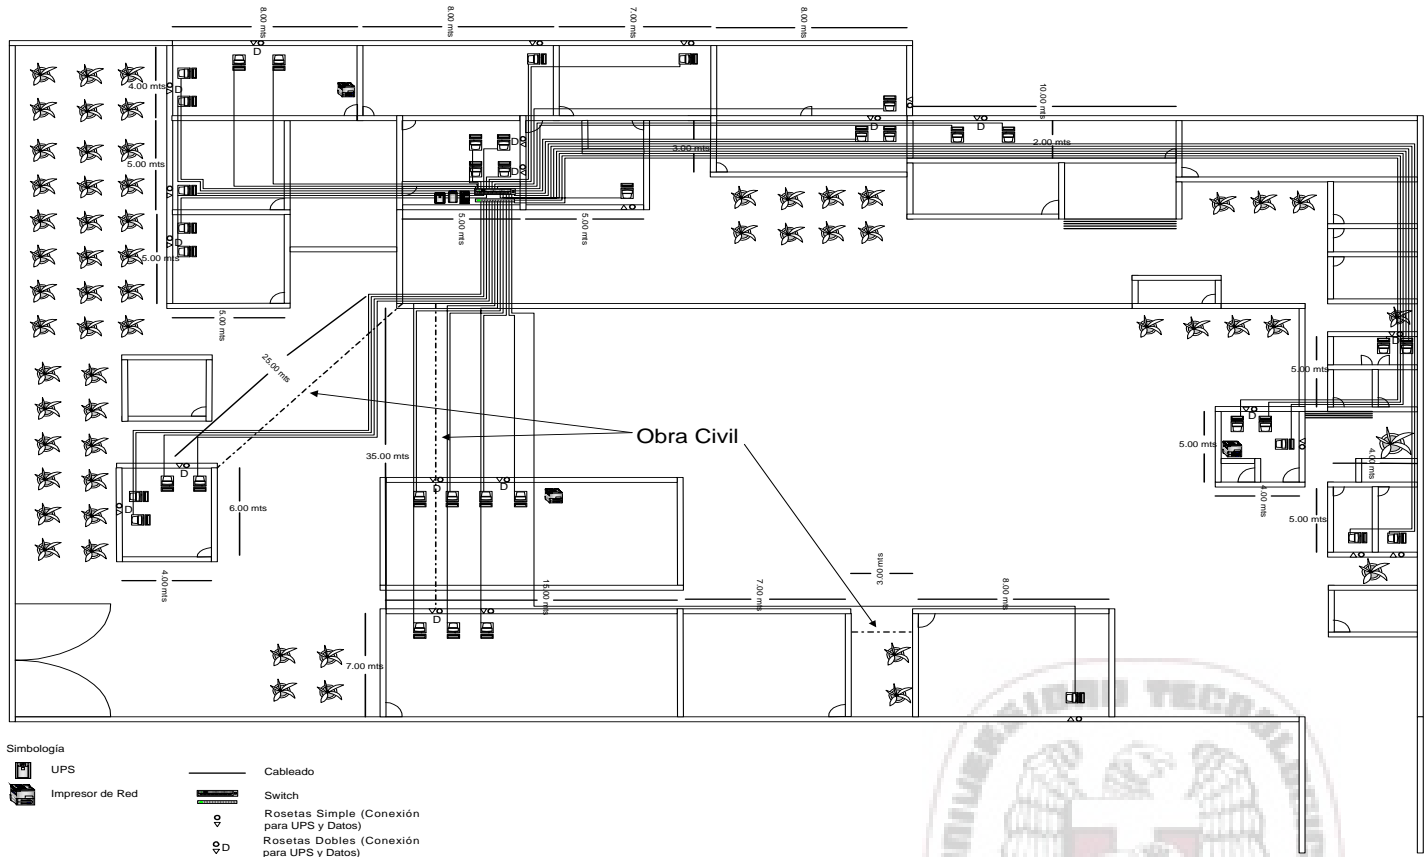 8.00 mts
8.00 mts
7.00 mts
8.00 mts
D
4.00 mts
D
10.00 mts
D
D
D
3.00 mts
2.00 mts
5.00 mts
D
5.00 mts
5.00 mts
D
5.00 mts
5.00 mts
25.00 mts
D
5.00 mts
D
Obra Civil
5.00 mts
35.00 mts
4.00 mts
D
D
D
D
6.00 mts
4.00 mts
5.00 mts
3.00 mts
4.00 mts
15.00 mts
7.00 mts
8.00 mts
D
7.00 mts
UNIVERSIDAD TECNOLOGIC
Simbología
UPS
Cableado
Impresor de Red
Switch
Rosetas Simple (Conexión
para UPS y Datos)
D
Rosetas Dobles (Conexión
para UPS y Datos)